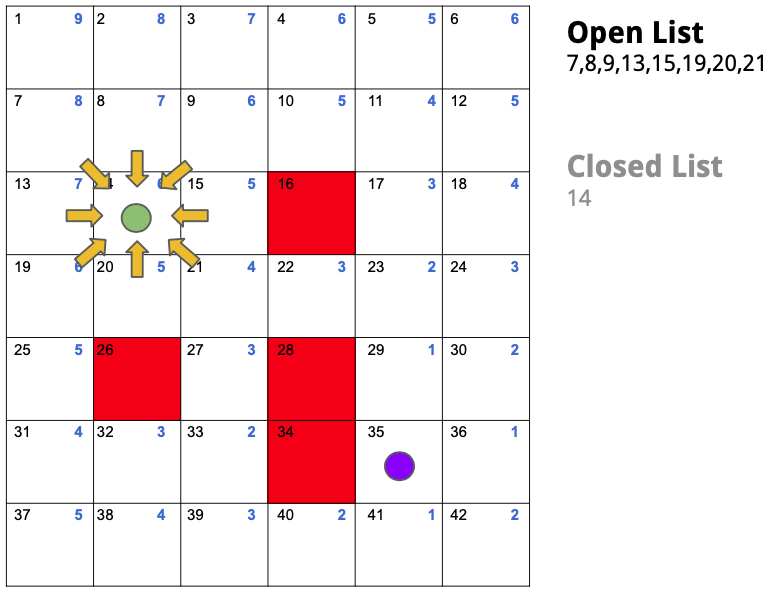 1 9 2 8 3 7 4 6 5 5 6 6
Open List
7,8,9,13,15,19,20,21
7 8 8 7 9 6 10 5 11 4 12 5
Closed List
14
13 7 14 6 15 5 16 17 3 18 4
19 6 20 5 21 4 22 3 23 2 24 3
25 5 26 27 3 28 29 1 30 2
31 4 32 3 33 2 34 35 36 1
37 5 38 4 39 3 40 2 41 1 42 2